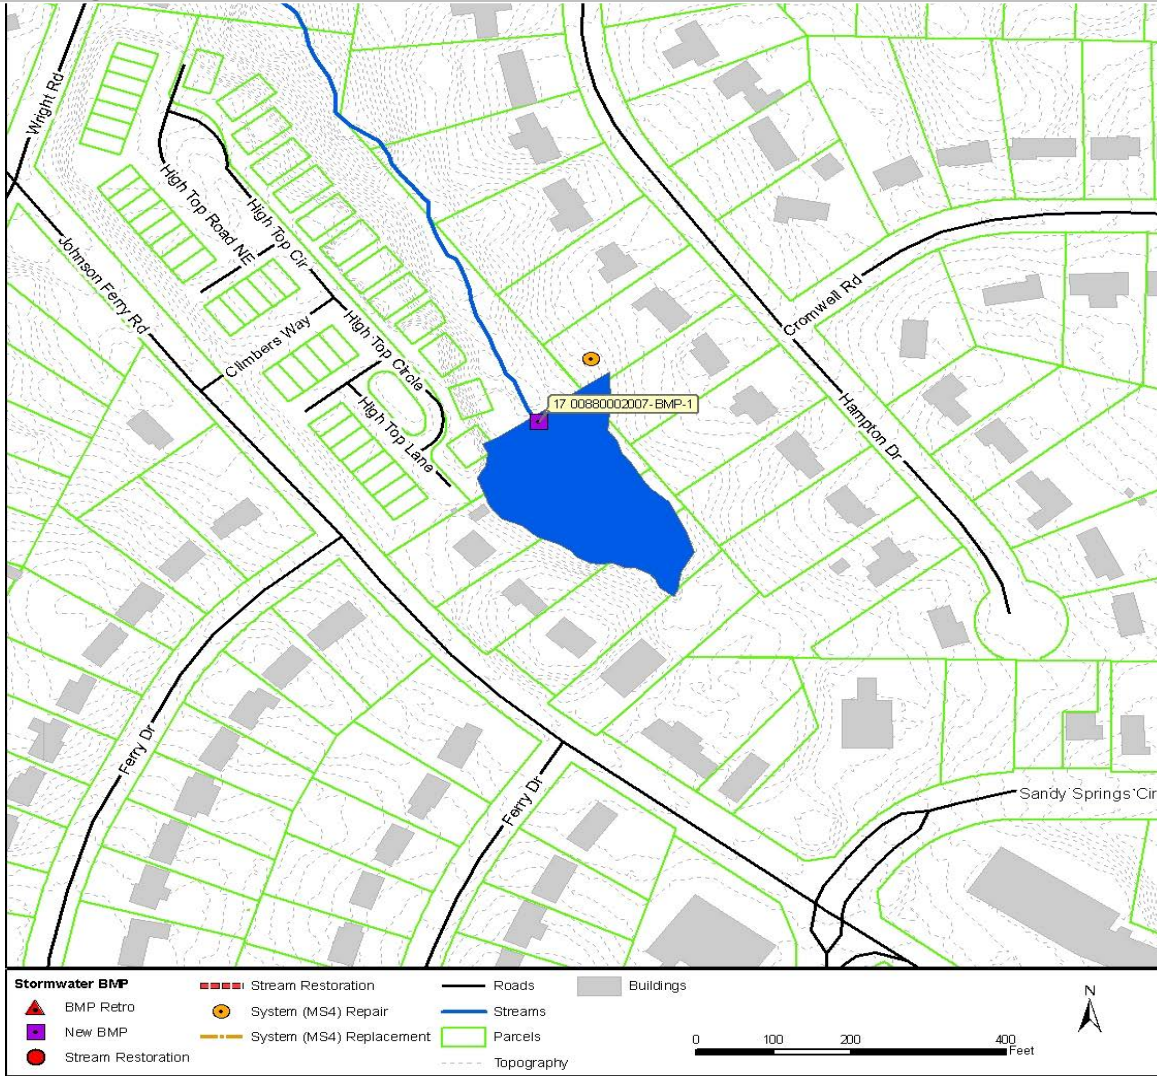 Wright Rd
High Top Road NE
High Top Cir
Johnson Ferry Rd
Climbers Way
High Top Circle
High Top Lane
17 00880002007-BMP-1
Cromwell Rd
Hampton Dr
Ferry Dr
Ferry Dr
Sandy Springs Cir
Stormwater BMP
BMP Retro
New BMP
Stream Restoration
Stream Restoration
System (MS4) Repair
System (MS4) Replacement
Roads
Streams
Parcels
Topography
Buildings
N
0 100 200 400
Feet